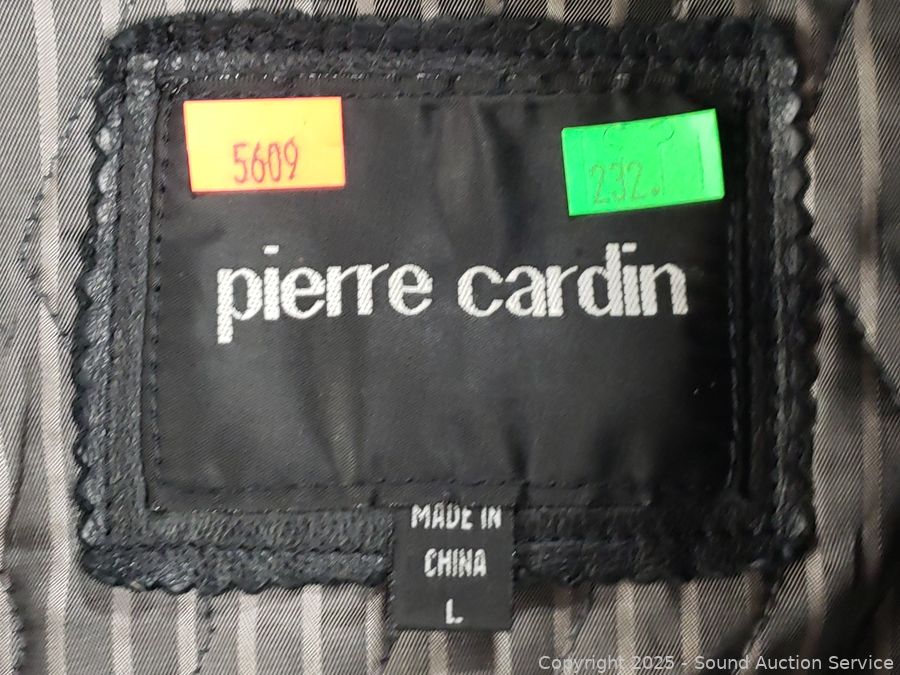 5609
232.
pierre cardin
MADE IN
CHINA
L
Copyright 2025 - Sound Auction Service